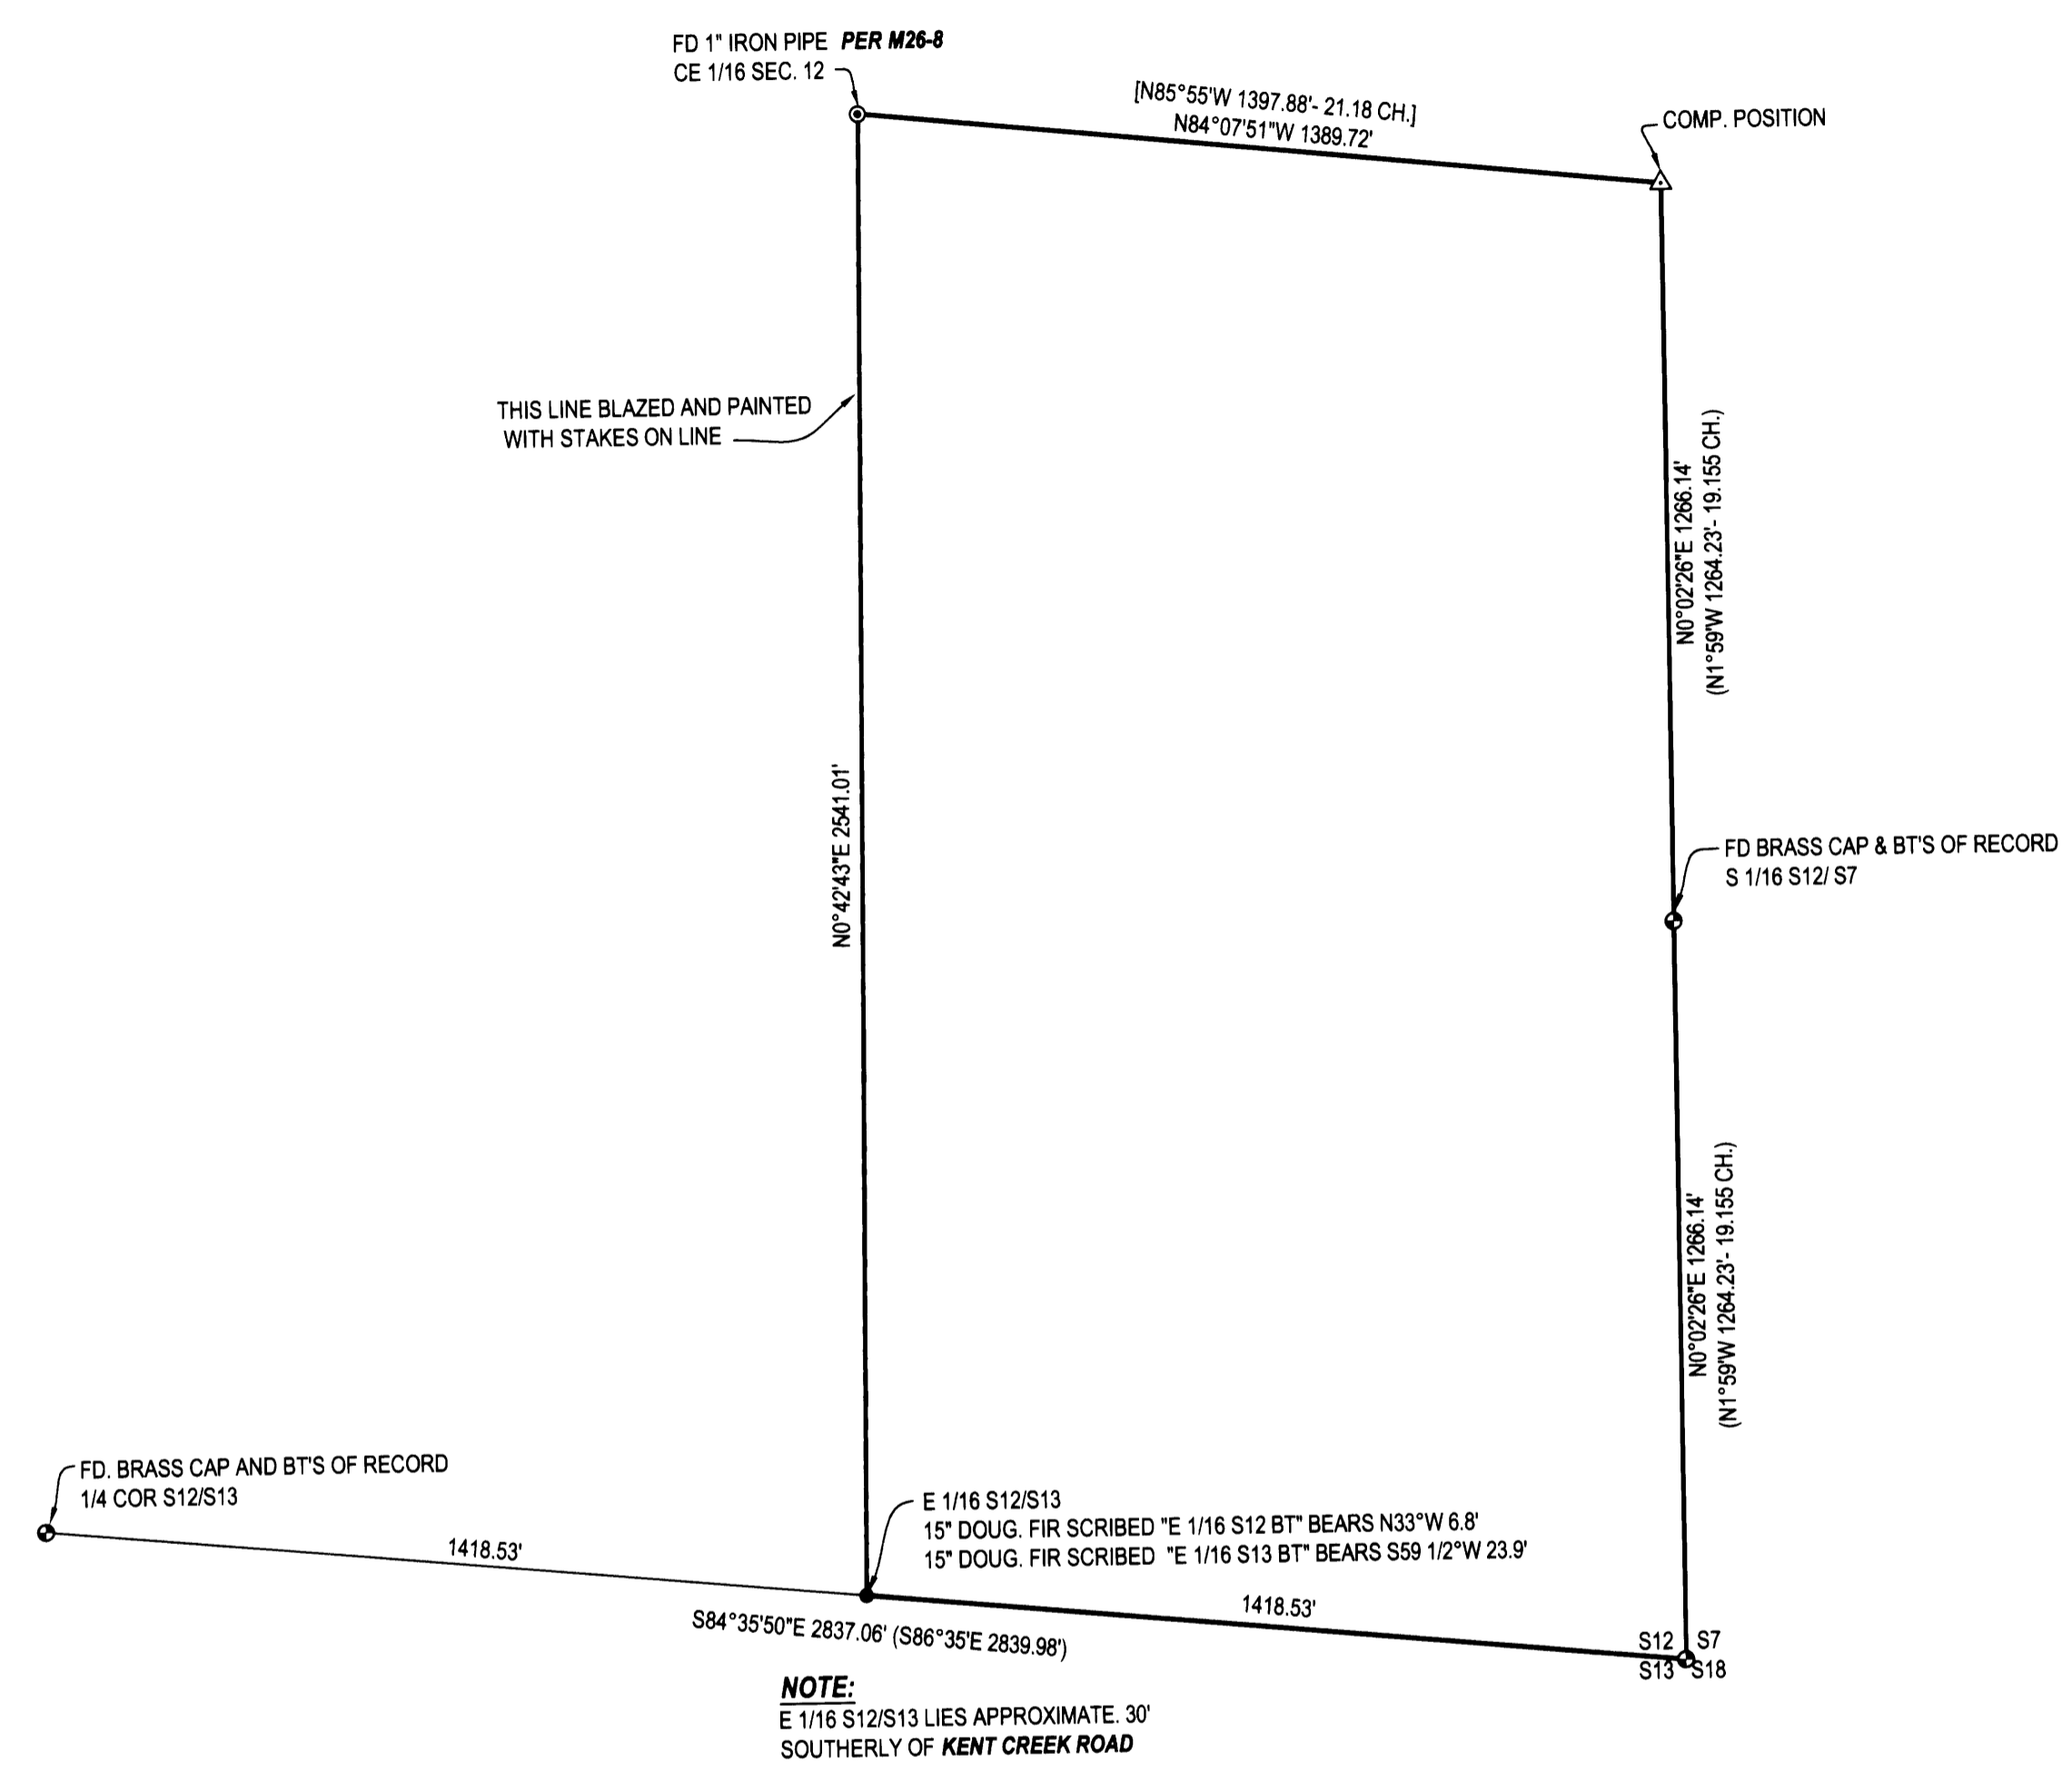 FD 1" IRON PIPE PER M26-8
CE 1/16 SEC. 12
[N85°55'W 1397.88'- 21.18 CH.]
N84°07'51"W 1389.72'
COMP. POSITION
THIS LINE BLAZED AND PAINTED
WITH STAKES ON LINE
N0°02'26"E 1266.14'
(N1°59'W 1264.23'- 19.155 CH.)
N0°42'43"E 2541.01'
FD BRASS CAP & BT'S OF RECORD
S 1/16 S12/ S7
N0°02'26"E 1266.14'
(N1°59'W 1264.23'- 19.155 CH.)
FD. BRASS CAP AND BT'S OF RECORD
1/4 COR S12/S13
1418.53'
E 1/16 S12/S13
15" DOUG. FIR SCRIBED "E 1/16 S12 BT" BEARS N33°W 6.8'
15" DOUG. FIR SCRIBED "E 1/16 S13 BT" BEARS S59 1/2°W 23.9'
1418.53'
S84°35'50"E 2837.06' (S86°35'E 2839.98')
S12 S7
S13 S18
NOTE:
E 1/16 S12/S13 LIES APPROXIMATE. 30'
SOUTHERLY OF KENT CREEK ROAD